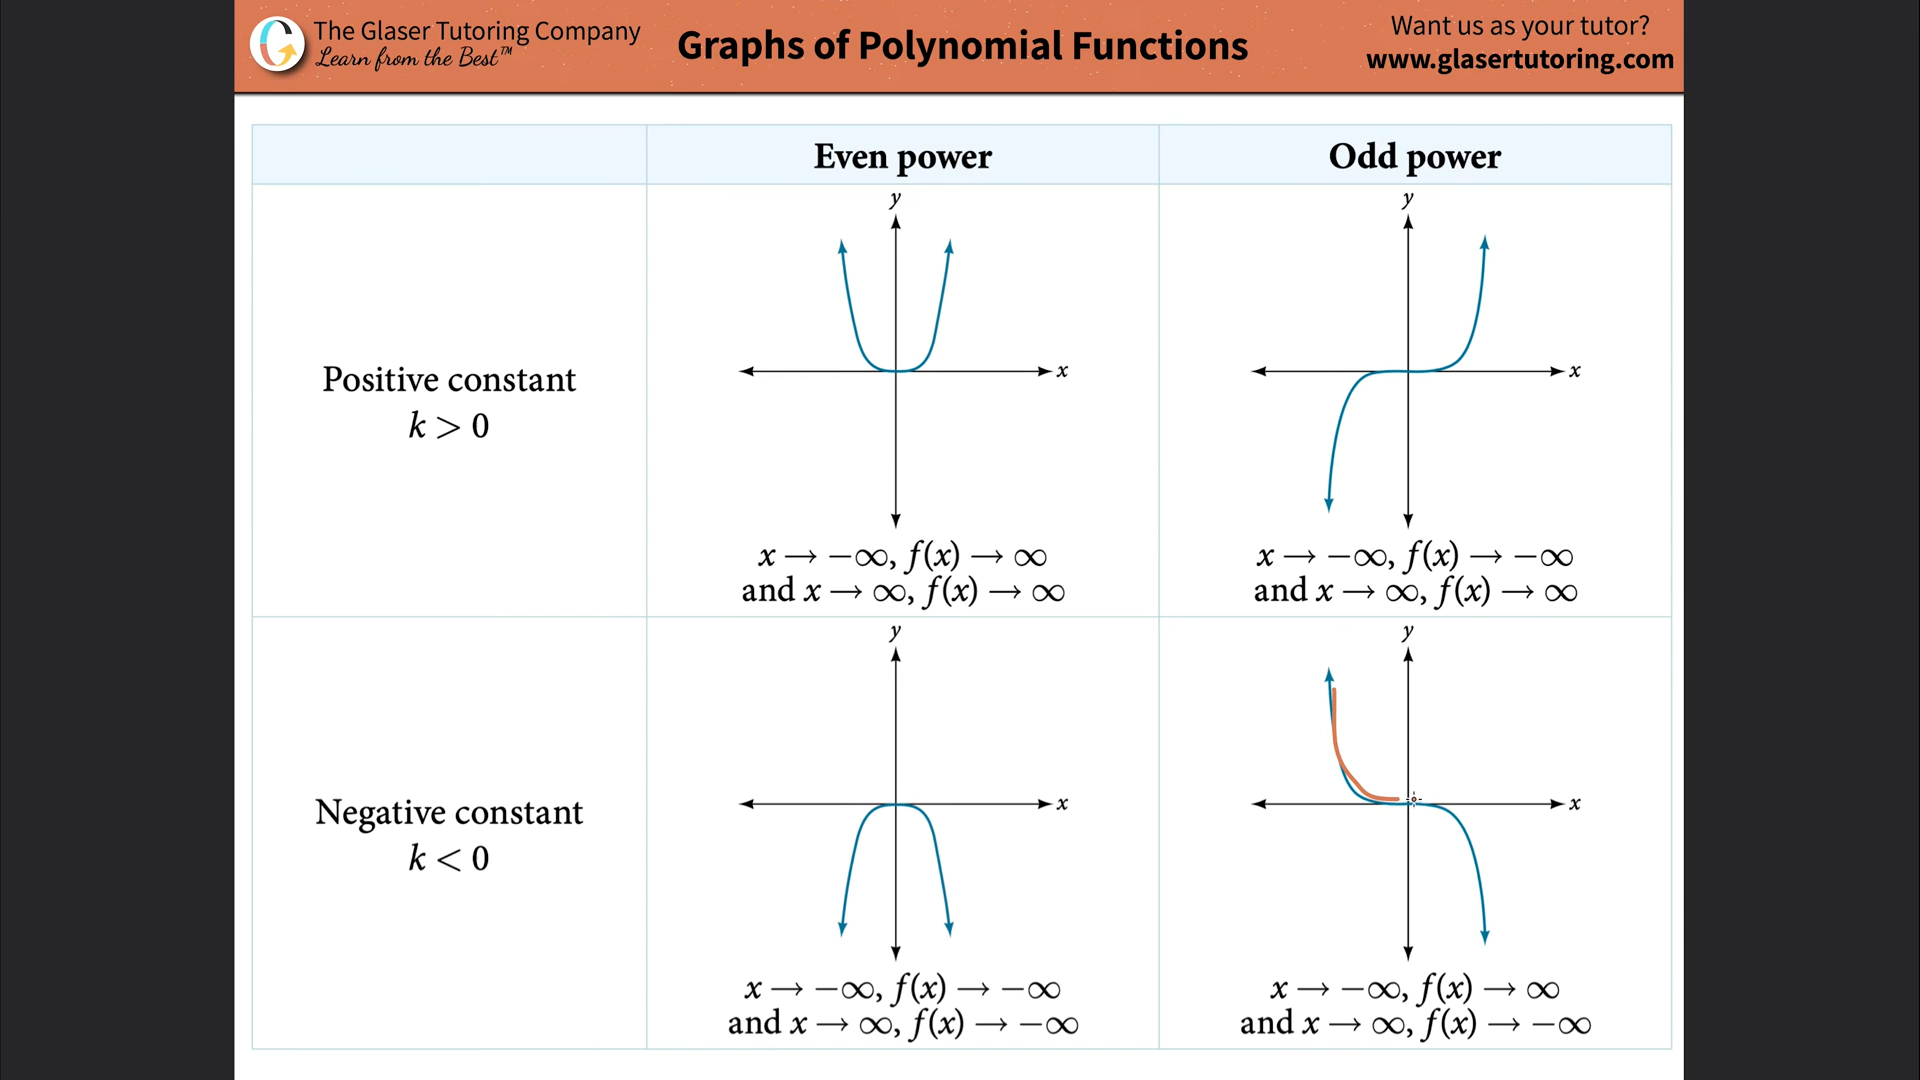 The Glaser Tutoring Company
Learn from the Best™
Graphs of Polynomial Functions
Want us as your tutor?
www.glasertutoring.com
Even power
Odd power
Positive constant
k > 0
y
x
x → −∞, f(x) → ∞
and x → ∞, f(x) → ∞
y
x
x → −∞, f(x) → −∞
and x → ∞, f(x) → ∞
Negative constant
k < 0
y
x
x → −∞, f(x) → −∞
and x → ∞, f(x) → −∞
y
x
x → −∞, f(x) → ∞
and x → ∞, f(x) → −∞